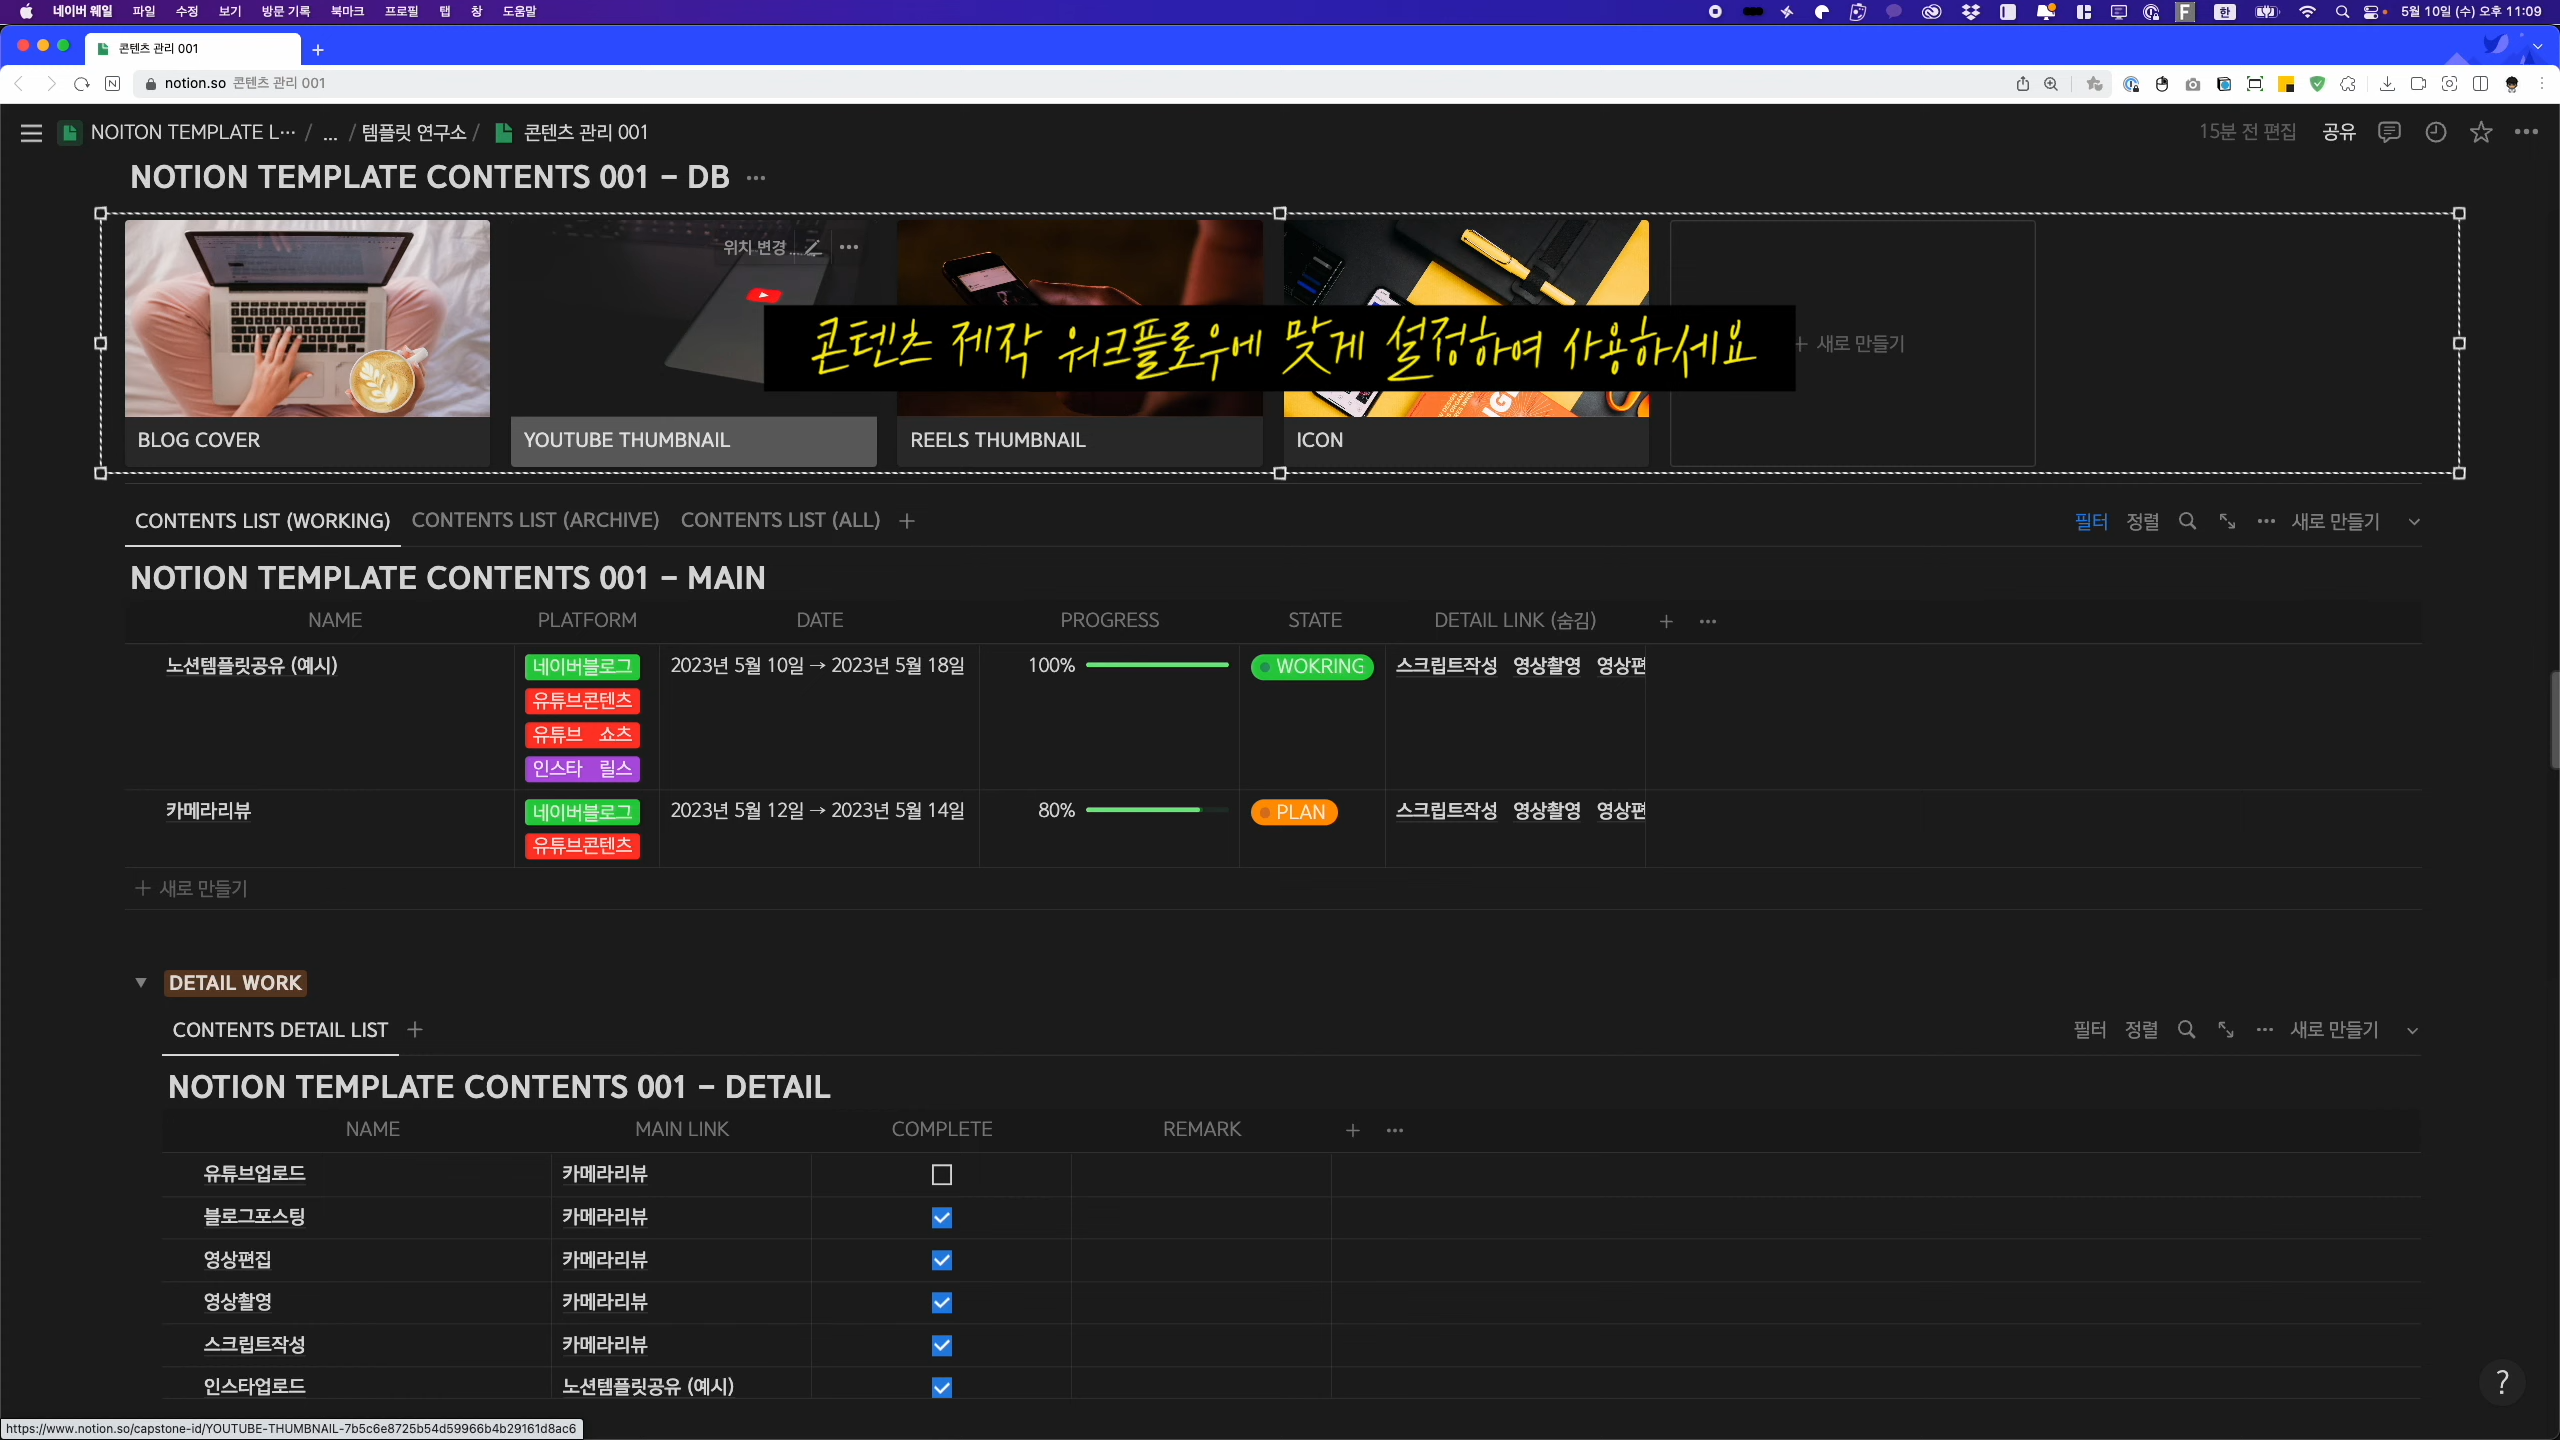 네이버 웨일 파일 수정 보기 방문 기록 북마크 프로필 탭 창 도움말 5월 10일 (수) 오후 11:09
콘텐츠 관리 001
notion.so 콘텐츠 관리 001
NOITON TEMPLATE L··· / ... / 템플릿 연구소 / 콘텐츠 관리 001 15분 전 편집 공유
NOTION TEMPLATE CONTENTS 001 – DB
위치 변경
콘텐츠 제작 워크플로우에 맞게 설정하여 사용하세요
+ 새로 만들기
BLOG COVER YOUTUBE THUMBNAIL REELS THUMBNAIL ICON
CONTENTS LIST (WORKING) CONTENTS LIST (ARCHIVE) CONTENTS LIST (ALL) + 필터 정렬 새로 만들기
NOTION TEMPLATE CONTENTS 001 – MAIN
NAME PLATFORM DATE PROGRESS STATE DETAIL LINK (숨김)
노션템플릿공유 (예시) 네이버블로그 2023년 5월 10일 → 2023년 5월 18일 100% WOKRING 스크립트작성 영상촬영 영상편
유튜브콘텐츠
유튜브 쇼츠
인스타 릴스
카메라리뷰 네이버블로그 2023년 5월 12일 → 2023년 5월 14일 80% PLAN 스크립트작성 영상촬영 영상편
유튜브콘텐츠
+ 새로 만들기
DETAIL WORK
CONTENTS DETAIL LIST + 필터 정렬 새로 만들기
NOTION TEMPLATE CONTENTS 001 – DETAIL
NAME MAIN LINK COMPLETE REMARK
유튜브업로드 카메라리뷰
블로그포스팅 카메라리뷰
영상편집 카메라리뷰
영상촬영 카메라리뷰
스크립트작성 카메라리뷰
인스타업로드 노션템플릿공유 (예시)
?
https://www.notion.so/capstone-id/YOUTUBE-THUMBNAIL-7b5c6e8725b54d59966b4b29161d8ac6